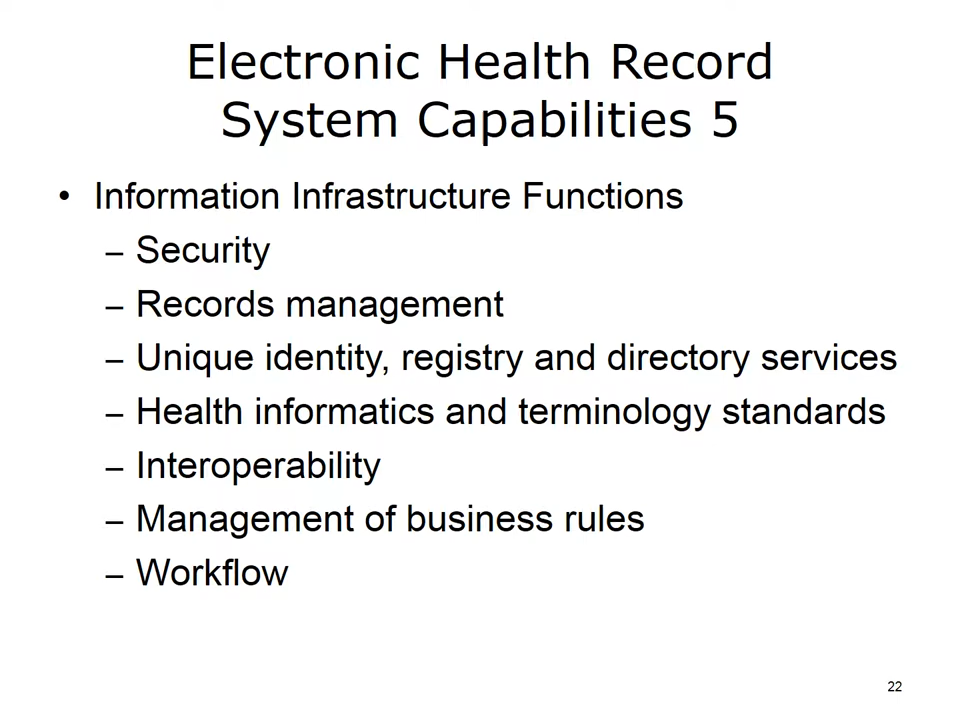 Electronic Health Record
System Capabilities 5
• Information Infrastructure Functions
– Security
– Records management
– Unique identity, registry and directory services
– Health informatics and terminology standards
– Interoperability
– Management of business rules
– Workflow
22